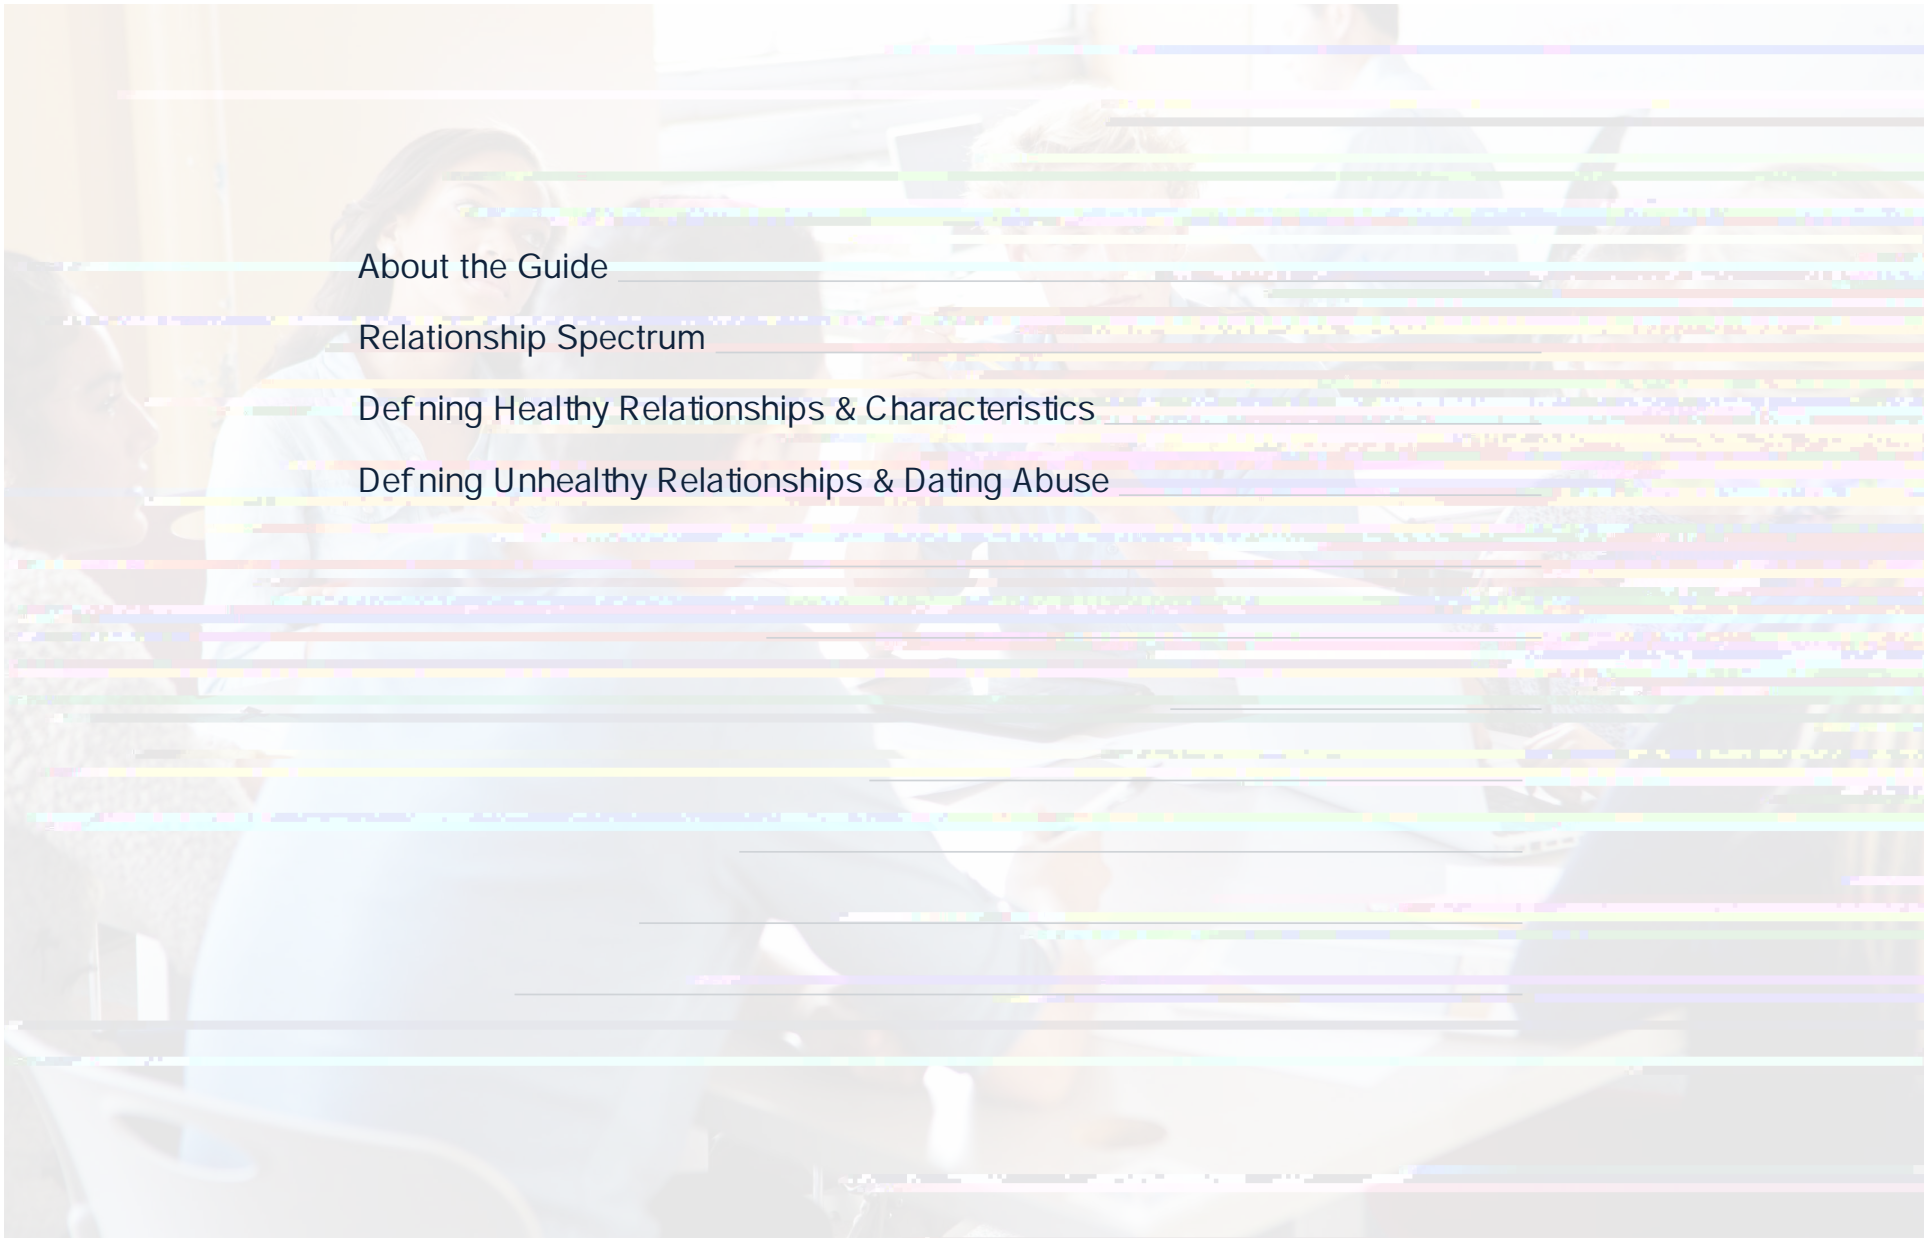 About the Guide
Relationship Spectrum
Def ning Healthy Relationships & Characteristics
Def ning Unhealthy Relationships & Dating Abuse